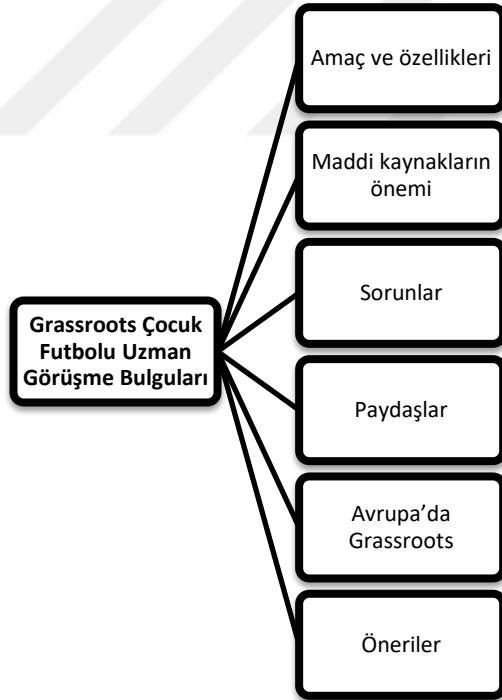 Grassroots Çocuk
Futbolu Uzman
Görüşme Bulguları
Amaç ve özellikleri
Maddi kaynakların
önemi
Sorunlar
Paydaşlar
Avrupa’da
Grassroots
Öneriler